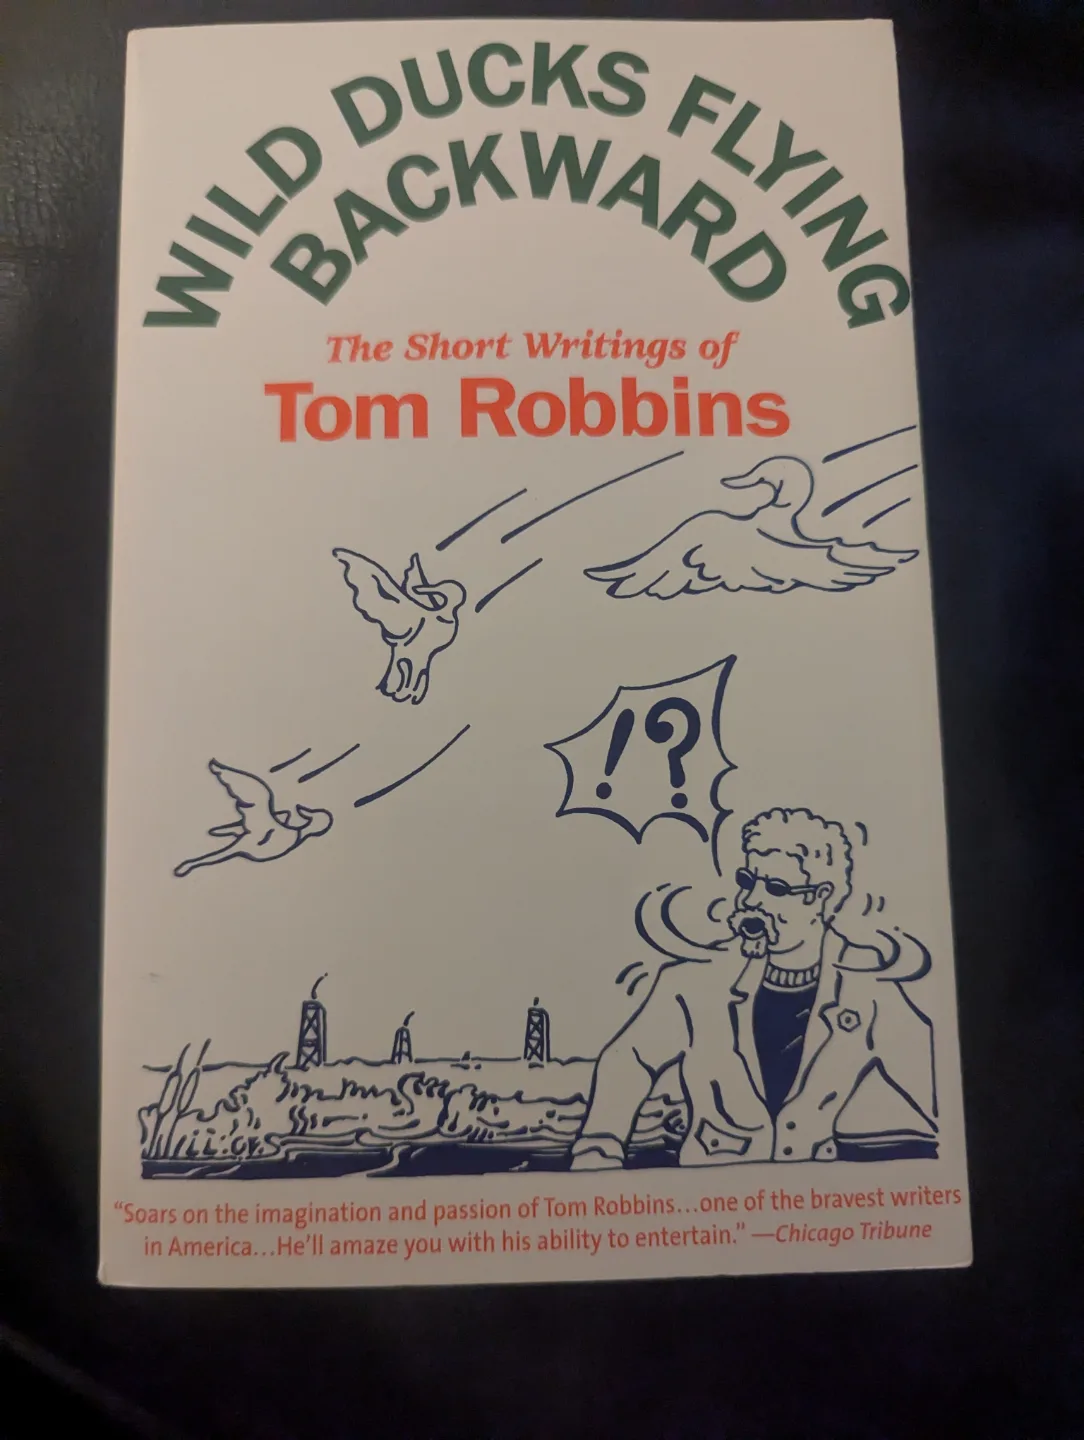 WILD DUCKS FLYING
BACKWARD
The Short Writings of
Tom Robbins
!?
“Soars on the imagination and passion of Tom Robbins...one of the bravest writers
in America...He’ll amaze you with his ability to entertain.” —Chicago Tribune